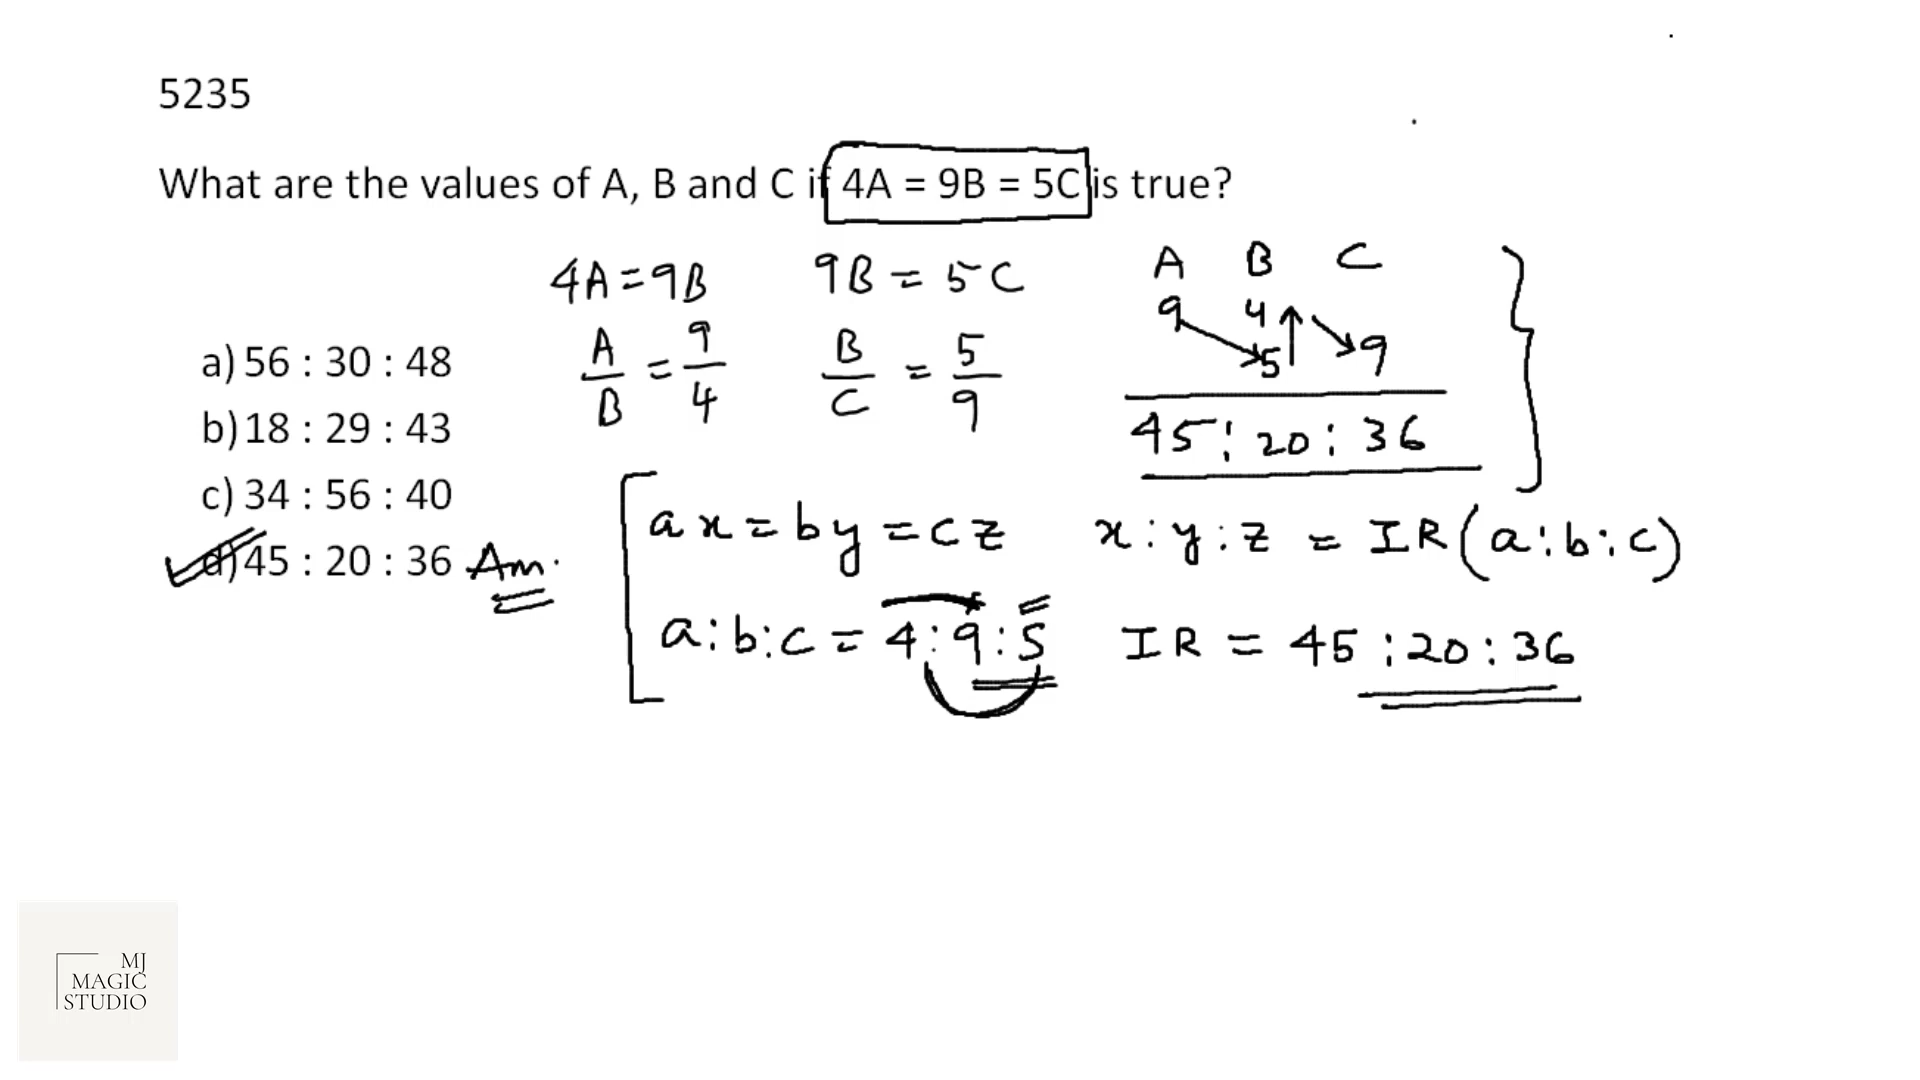 5235
What are the values of A, B and C if 4A = 9B = 5C is true?
4A = 9B
A/B = 9/4
9B = 5C
B/C = 5/9
A B C
9 4
5 9
45 : 20 : 36
a) 56 : 30 : 48
b) 18 : 29 : 43
c) 34 : 56 : 40
d) 45 : 20 : 36 Ans.
ax = by = cz x : y : z = IR (a : b : c)
a : b : c = 4 : 9 : 5 IR = 45 : 20 : 36
MJ
MAGIC
STUDIO